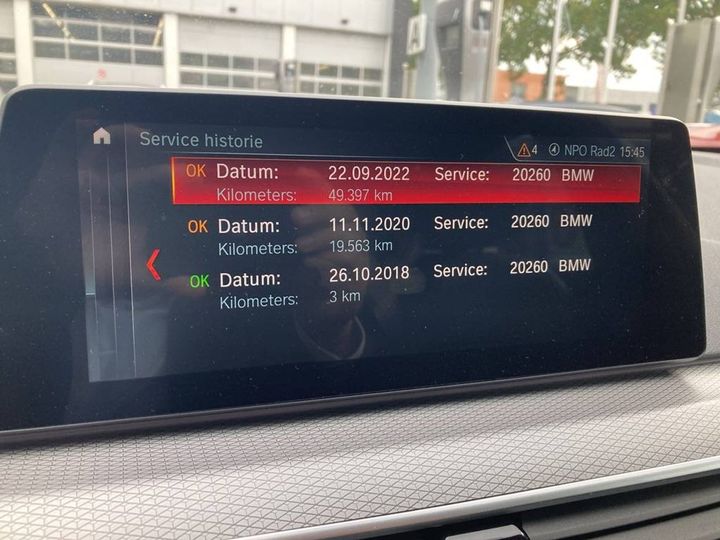 A
Service historie
4 NPO Rad2 15:45
OK Datum: 22.09.2022 Service: 20260 BMW
Kilometers: 49.397 km
OK Datum: 11.11.2020 Service: 20260 BMW
Kilometers: 19.563 km
OK Datum: 26.10.2018 Service: 20260 BMW
Kilometers: 3 km